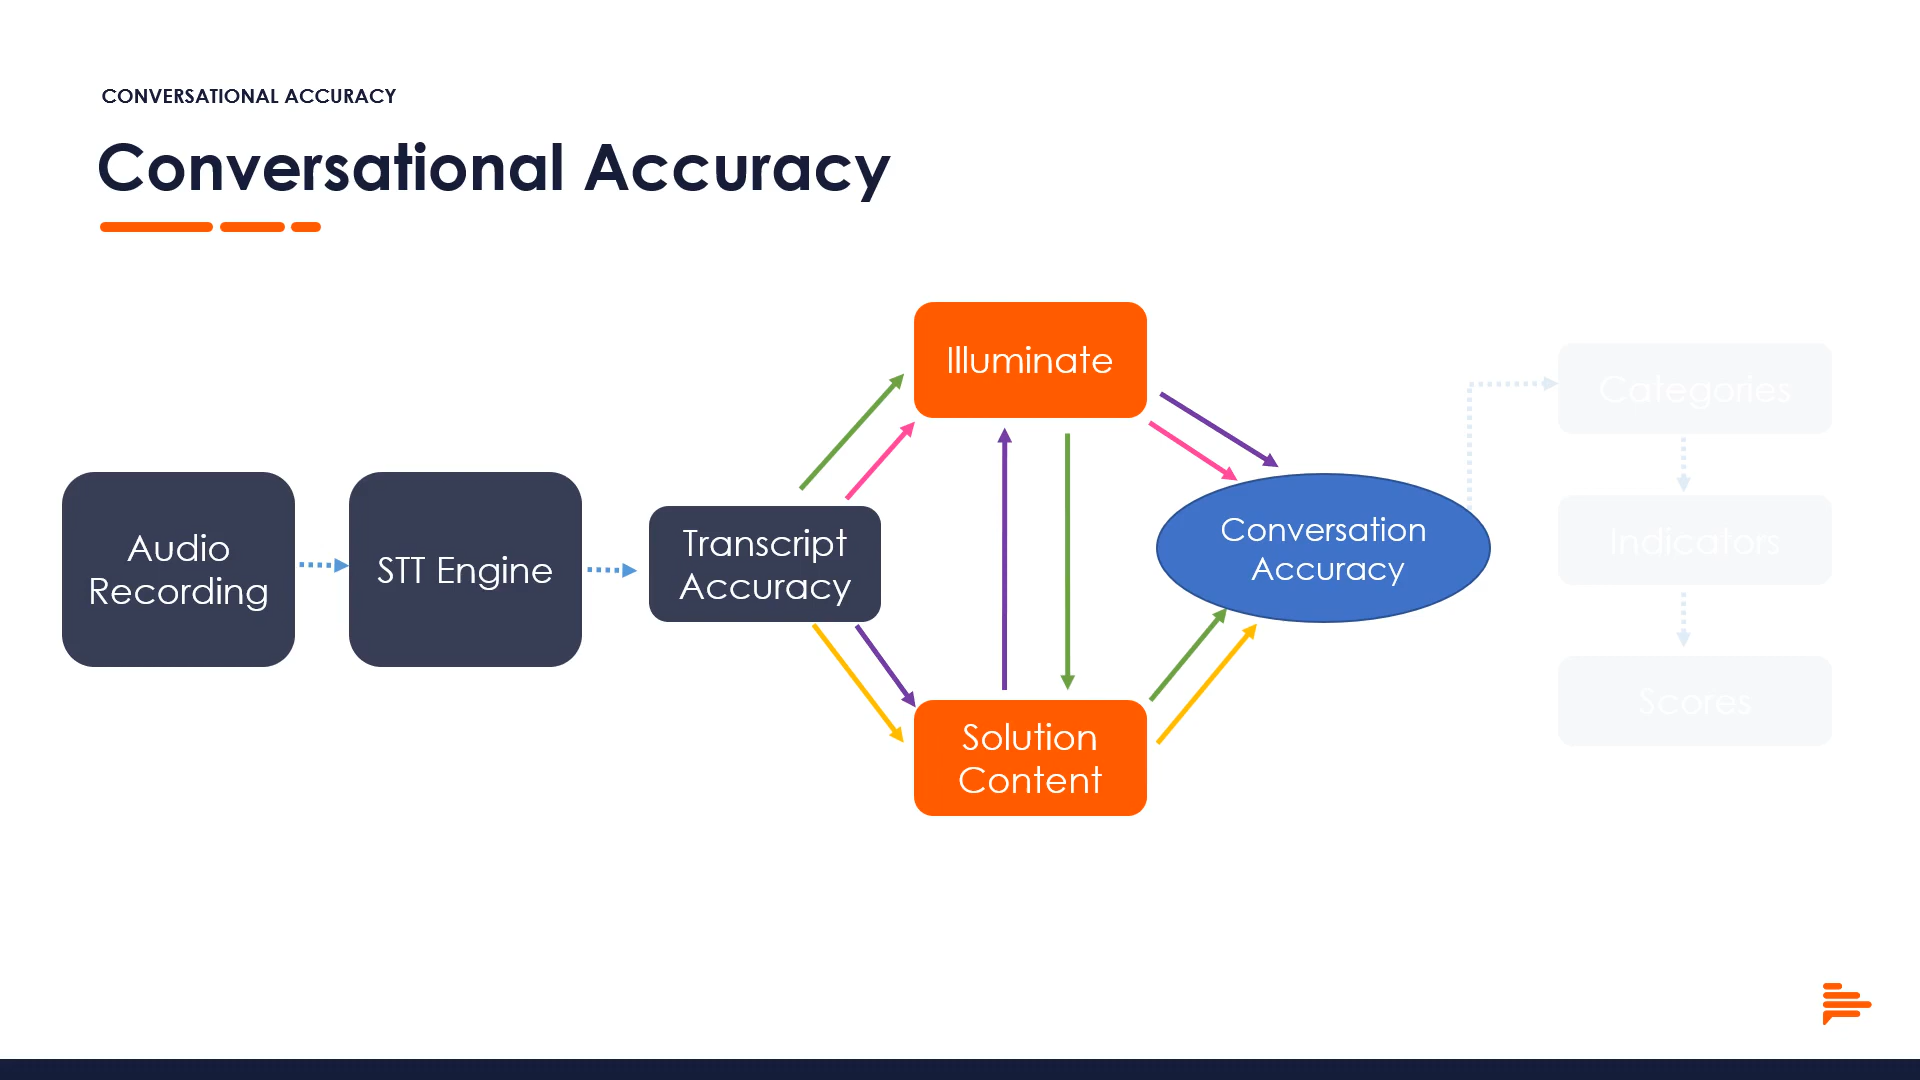 CONVERSATIONAL ACCURACY
Conversational Accuracy
Audio
Recording
STT Engine
Transcript
Accuracy
Illuminate
Solution
Content
Conversation
Accuracy
Categories
Indicators
Scores